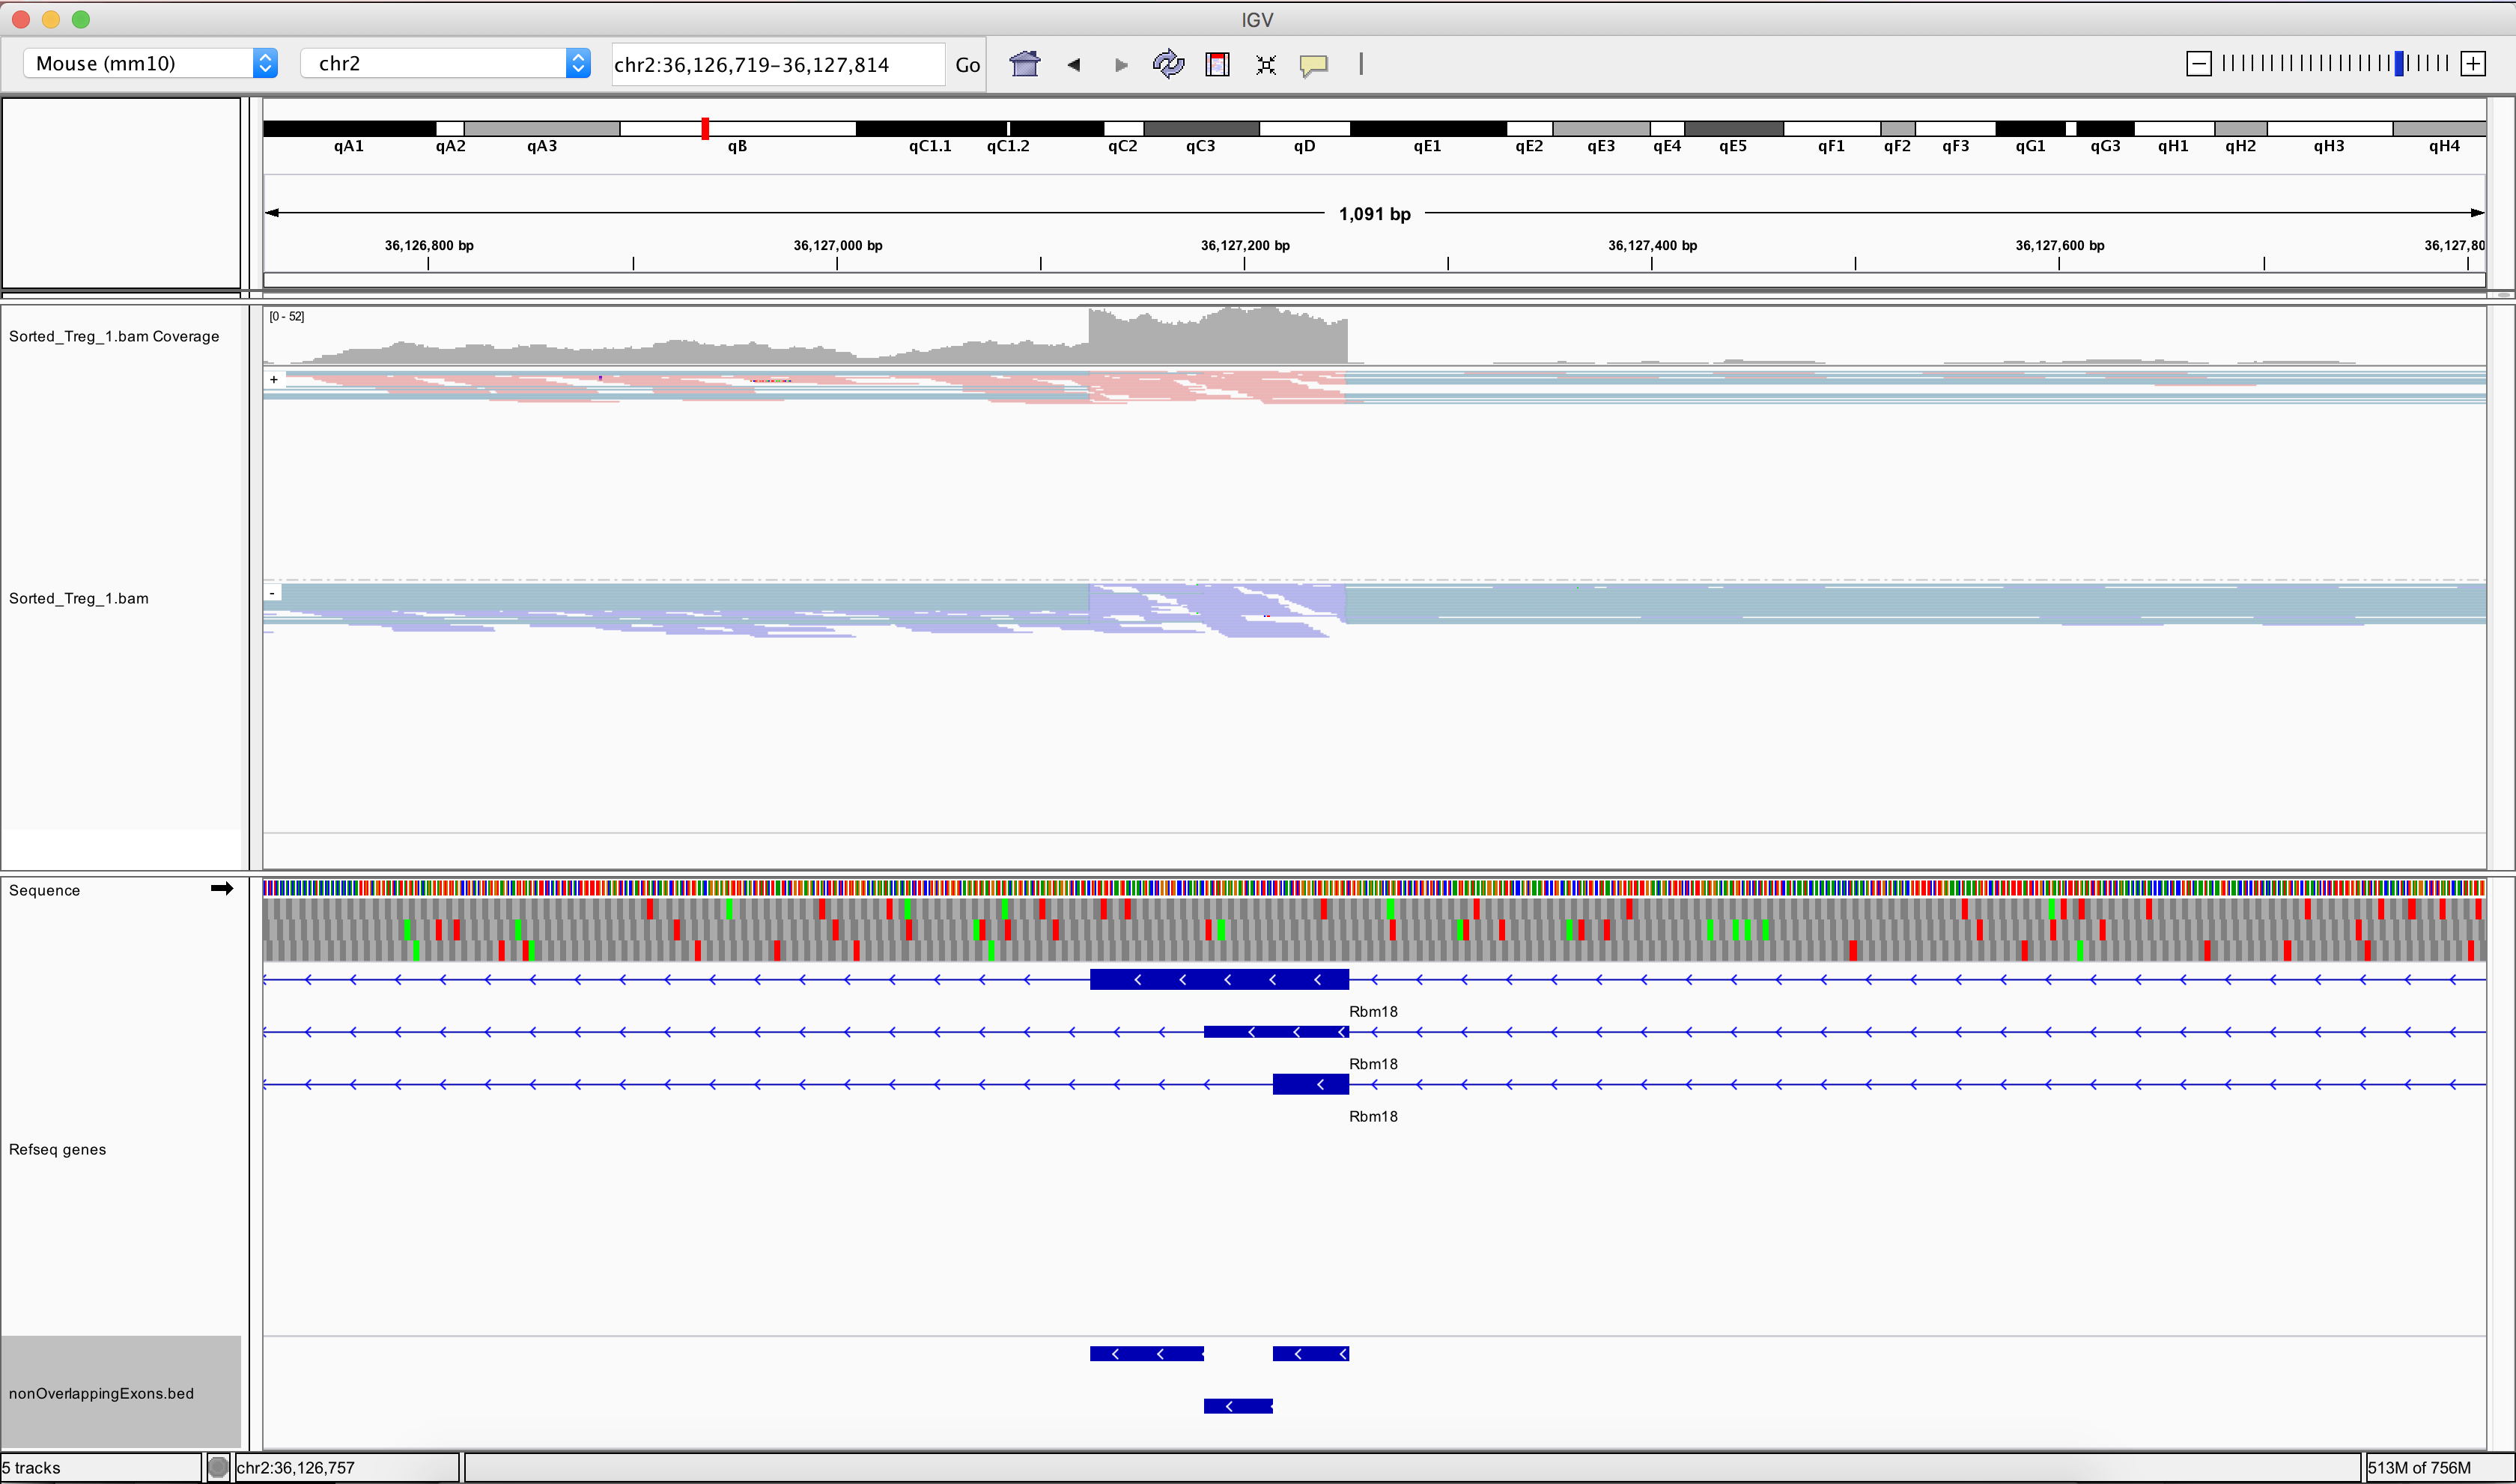 IGV
Mouse (mm10) chr2 chr2:36,126,719-36,127,814 Go
qA1 qA2 qA3 qB qC1.1 qC1.2 qC2 qC3 qD qE1 qE2 qE3 qE4 qE5 qF1 qF2 qF3 qG1 qG3 qH1 qH2 qH3 qH4
1,091 bp
36,126,800 bp 36,127,000 bp 36,127,200 bp 36,127,400 bp 36,127,600 bp 36,127,80
[0 - 52]
Sorted_Treg_1.bam Coverage
+
-
Sorted_Treg_1.bam
Sequence
Rbm18
Rbm18
Rbm18
Refseq genes
nonOverlappingExons.bed
5 tracks chr2:36,126,757 513M of 756M